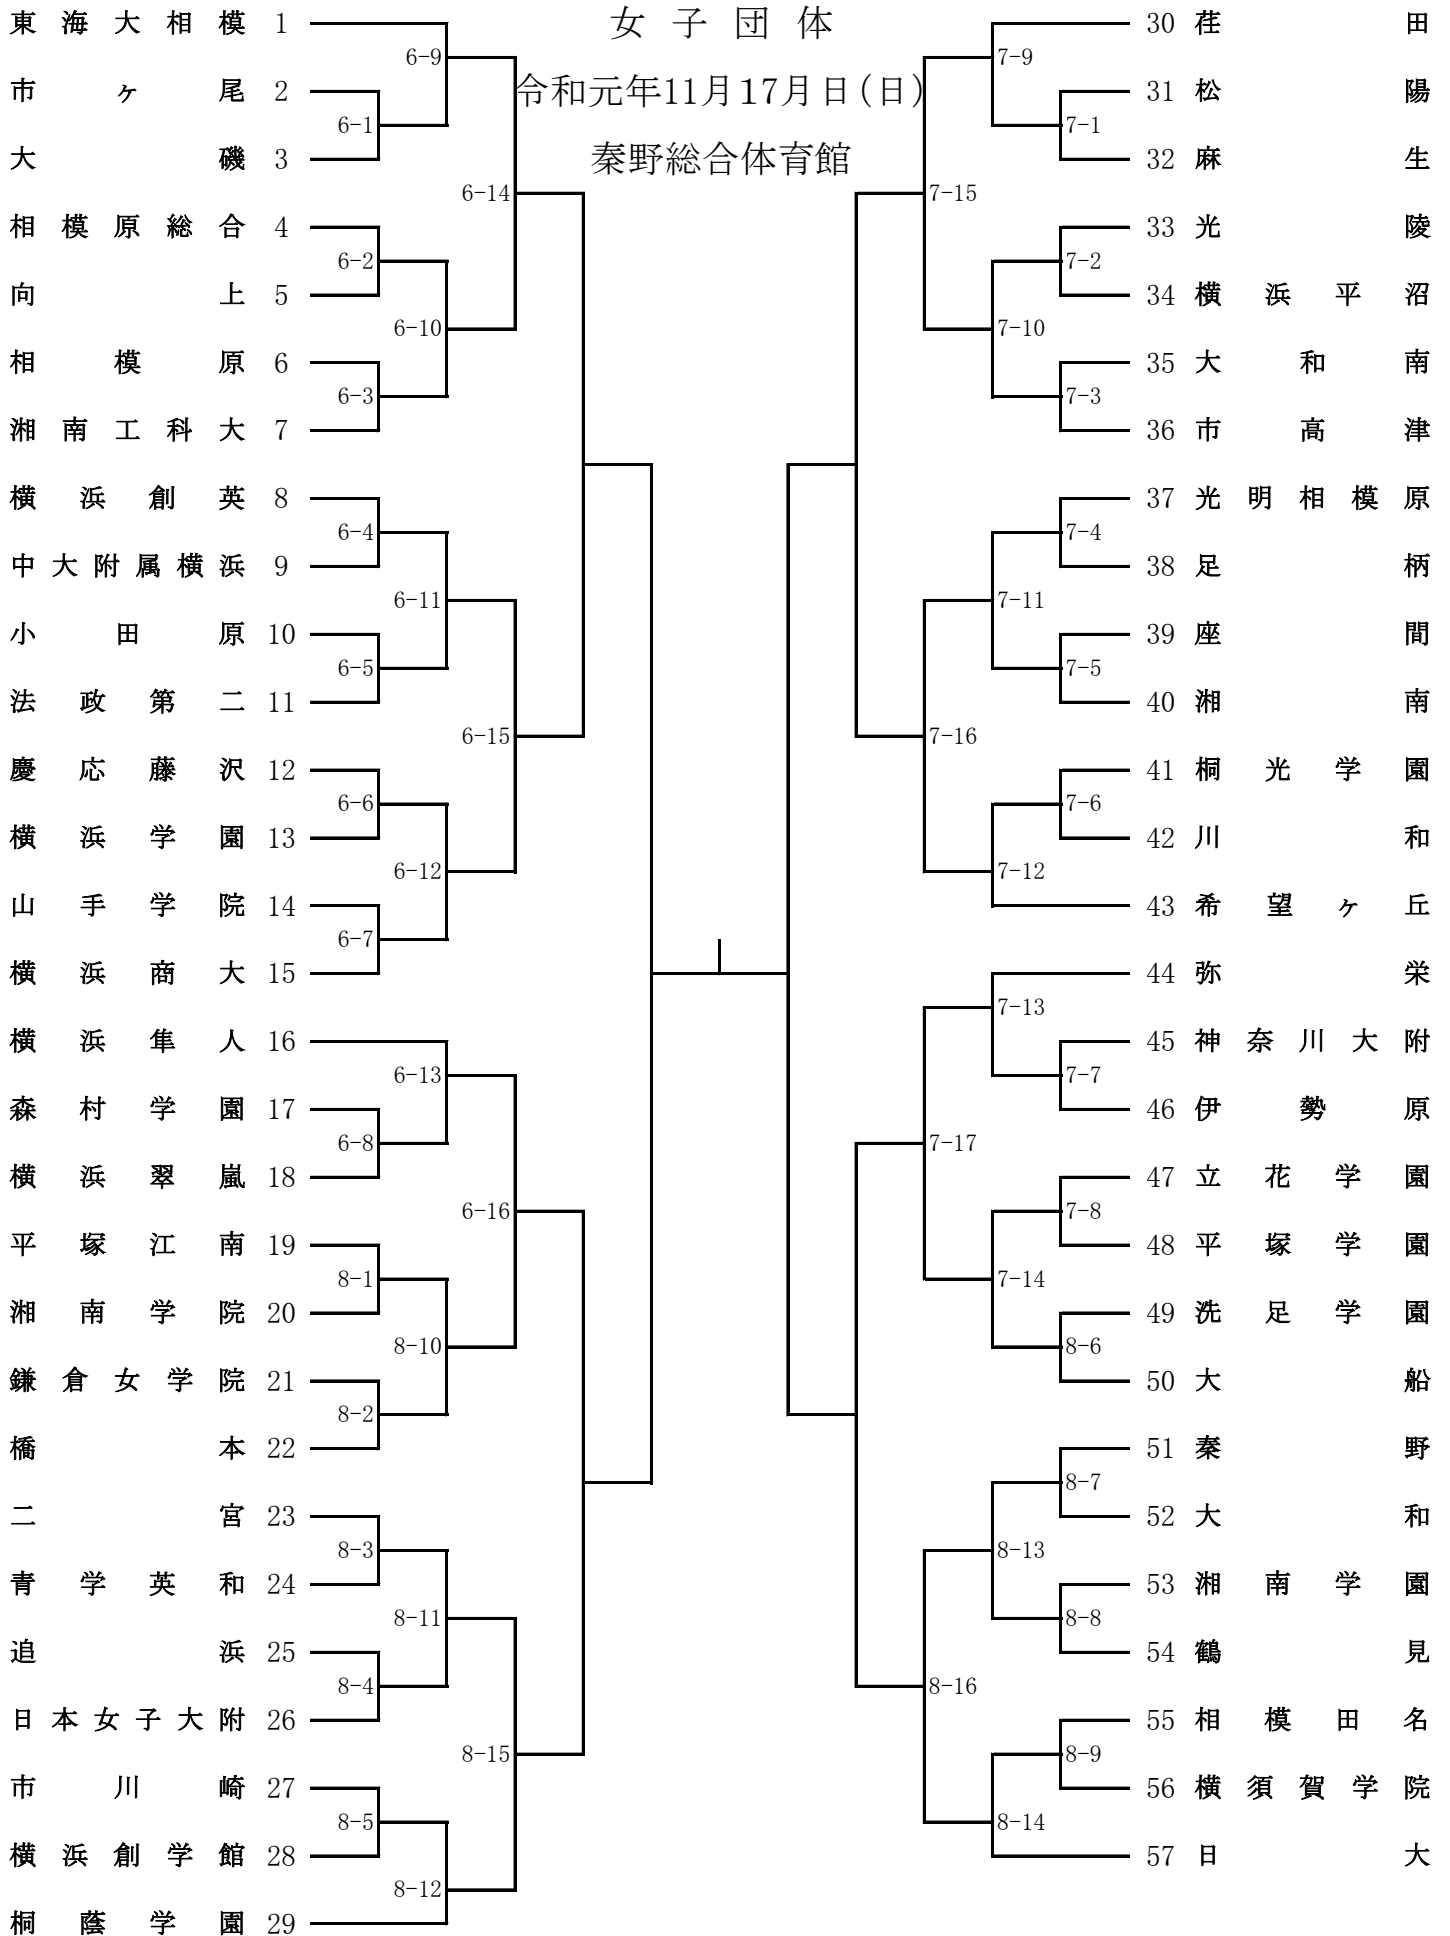 女子団体
令和元年11月17月日(日)
秦野総合体育館
東海大相模 1
6-9
市ヶ尾 2
6-1
大磯 3
6-14
相模原総合 4
6-2
向上 5
6-10
相模原 6
6-3
湘南工科大 7
横浜創英 8
6-4
中大附属横浜 9
6-11
小田原 10
6-5
法政第二 11
6-15
慶応藤沢 12
6-6
横浜学園 13
6-12
山手学院 14
6-7
横浜商大 15
横浜隼人 16
6-13
森村学園 17
6-8
横浜翠嵐 18
6-16
平塚江南 19
8-1
湘南学院 20
8-10
鎌倉女学院 21
8-2
橋本 22
二宮 23
8-3
青学英和 24
8-11
追浜 25
8-4
日本女子大附 26
8-15
市川崎 27
8-5
横浜創学館 28
8-12
桐蔭学園 29
30 荏田
7-9
31 松陽
7-1
32 麻生
7-15
33 光陵
7-2
34 横浜平沼
7-10
35 大和南
7-3
36 市高津
37 光明相模原
7-4
38 足柄
7-11
39 座間
7-5
40 湘南
7-16
41 桐光学園
7-6
42 川和
7-12
43 希望ヶ丘
44 弥栄
7-13
45 神奈川大附
7-7
46 伊勢原
7-17
47 立花学園
7-8
48 平塚学園
7-14
49 洗足学園
8-6
50 大船
51 秦野
8-7
52 大和
8-13
53 湘南学園
8-8
54 鶴見
8-16
55 相模田名
8-9
56 横須賀学院
8-14
57 日大